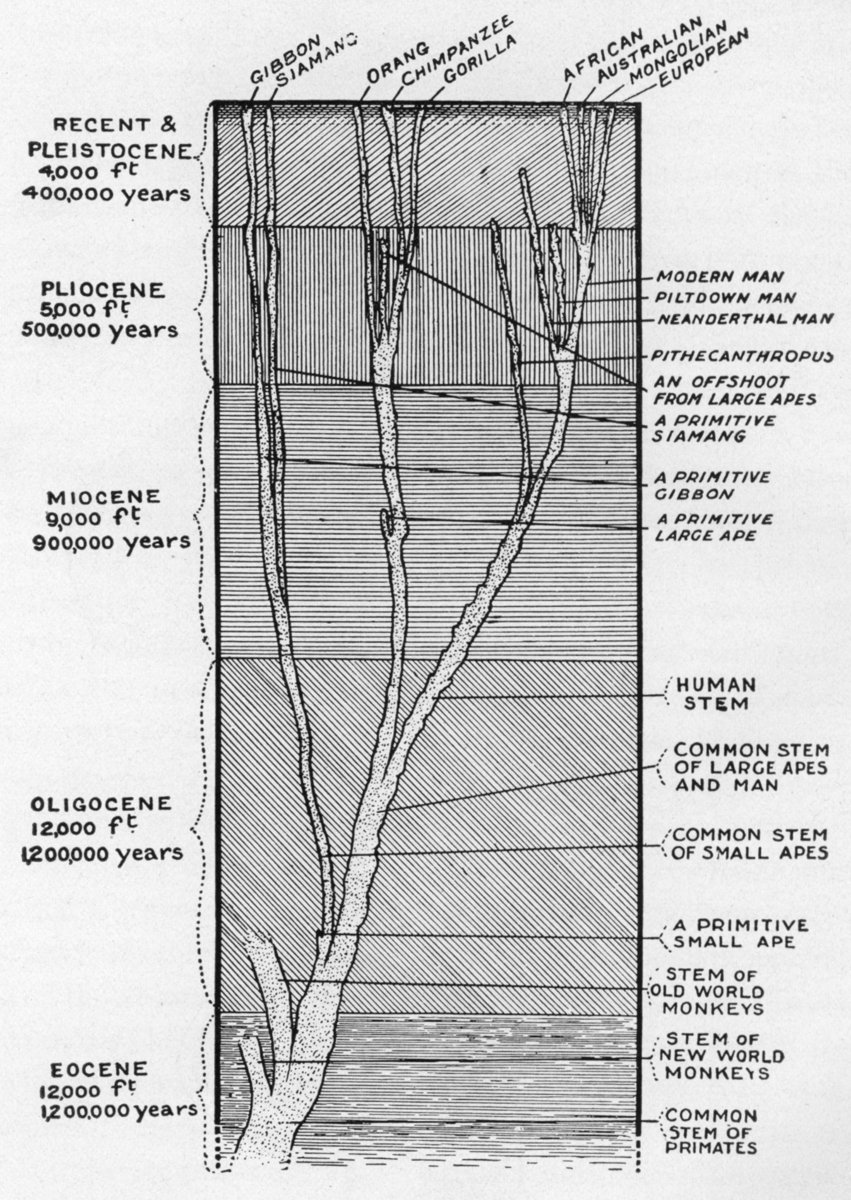 GIBBON
SIAMANG
ORANG
CHIMPANZEE
GORILLA
AFRICAN
AUSTRALIAN
MONGOLIAN
EUROPEAN
RECENT &
PLEISTOCENE
4,000 ft
400,000 years
PLIOCENE
5,000 ft
500,000 years
MIOCENE
9,000 ft
900,000 years
OLIGOCENE
12,000 ft
1,200,000 years
EOCENE
12,000 ft
1,200,000 years
MODERN MAN
PILTDOWN MAN
NEANDERTHAL MAN
PITHECANTHROPUS
AN OFFSHOOT
FROM LARGE APES
A PRIMITIVE
SIAMANG
A PRIMITIVE
GIBBON
A PRIMITIVE
LARGE APE
HUMAN
STEM
COMMON STEM
OF LARGE APES
AND MAN
COMMON STEM
OF SMALL APES
A PRIMITIVE
SMALL APE
STEM OF
OLD WORLD
MONKEYS
STEM OF
NEW WORLD
MONKEYS
COMMON
STEM OF
PRIMATES